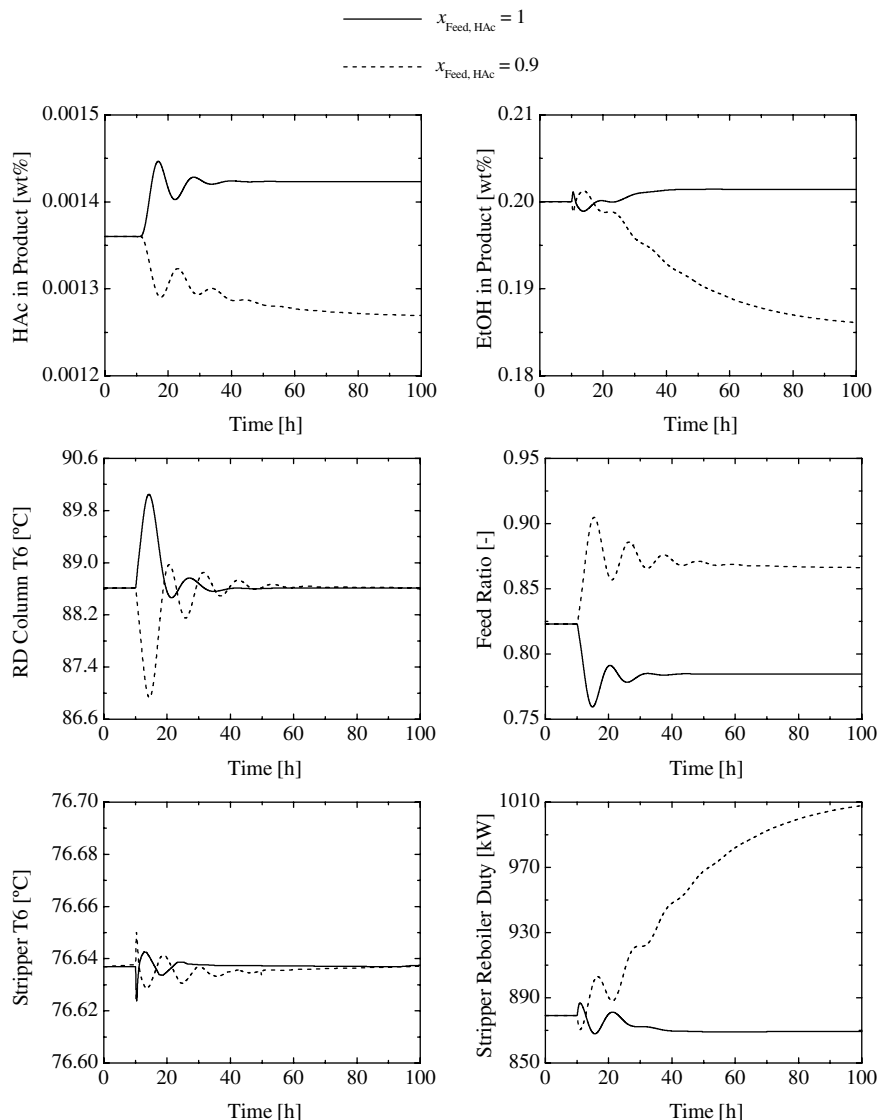 x Feed, HAc = 1
x Feed, HAc = 0.9
HAc in Product [wt%]
0.0015
0.0014
0.0013
0.0012
0 20 40 60 80 100
Time [h]
EtOH in Product [wt%]
0.21
0.20
0.19
0.18
0 20 40 60 80 100
Time [h]
RD Column T6 [ºC]
90.6
89.8
89.0
88.2
87.4
86.6
0 20 40 60 80 100
Time [h]
Feed Ratio [-]
0.95
0.90
0.85
0.80
0.75
0 20 40 60 80 100
Time [h]
Stripper T6 [ºC]
76.70
76.68
76.66
76.64
76.62
76.60
0 20 40 60 80 100
Time [h]
Stripper Reboiler Duty [kW]
1010
970
930
890
850
0 20 40 60 80 100
Time [h]